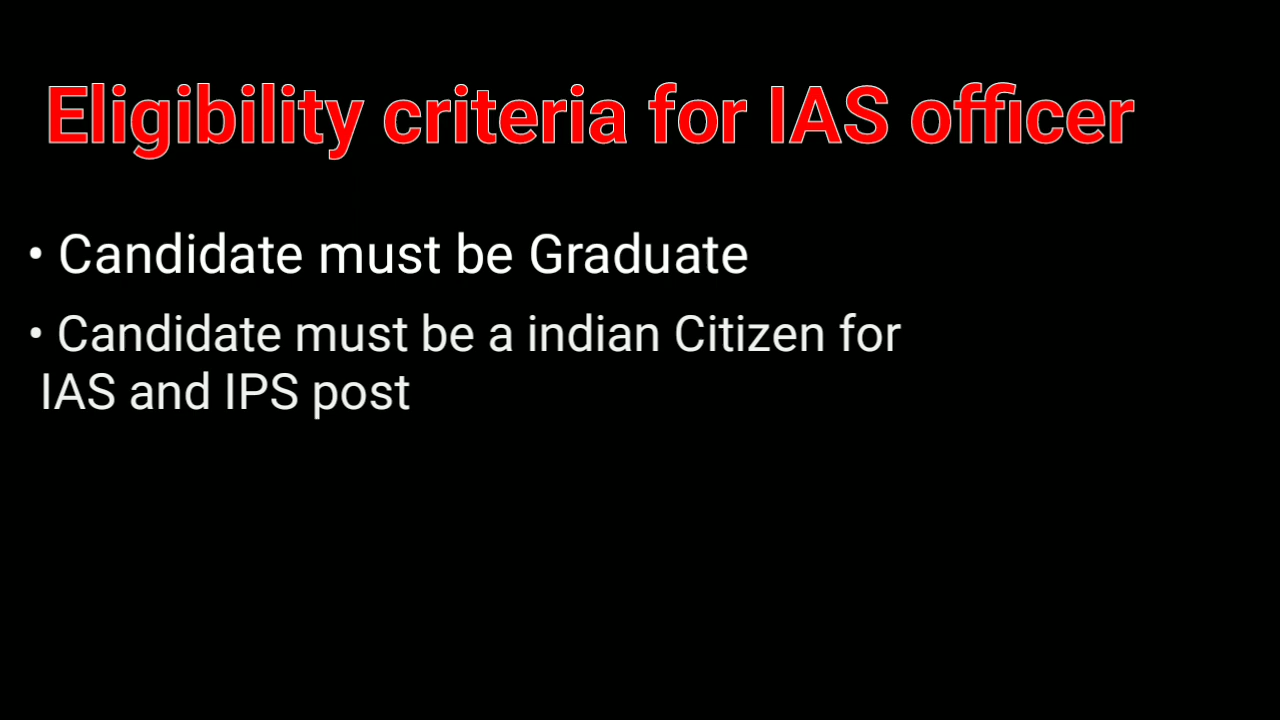 Eligibility criteria for IAS officer
• Candidate must be Graduate
• Candidate must be a indian Citizen for
IAS and IPS post